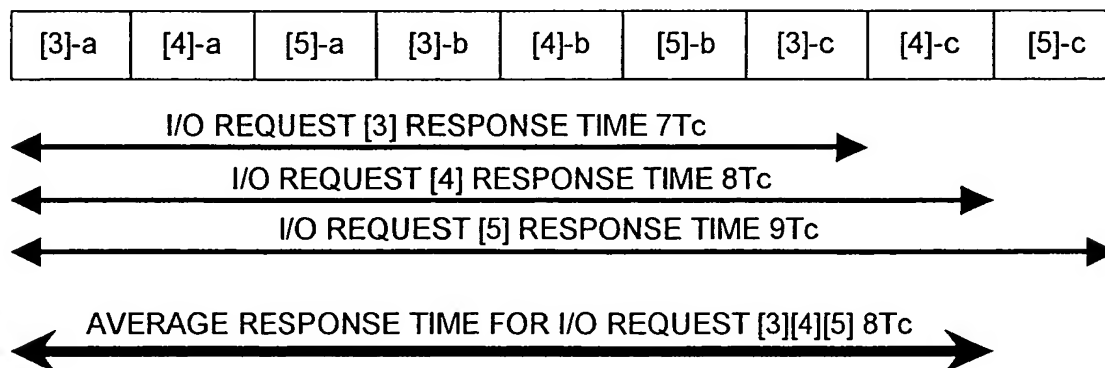 [3]-a [4]-a [5]-a [3]-b [4]-b [5]-b [3]-c [4]-c [5]-c
I/O REQUEST [3] RESPONSE TIME 7Tc
I/O REQUEST [4] RESPONSE TIME 8Tc
I/O REQUEST [5] RESPONSE TIME 9Tc
AVERAGE RESPONSE TIME FOR I/O REQUEST [3][4][5] 8Tc